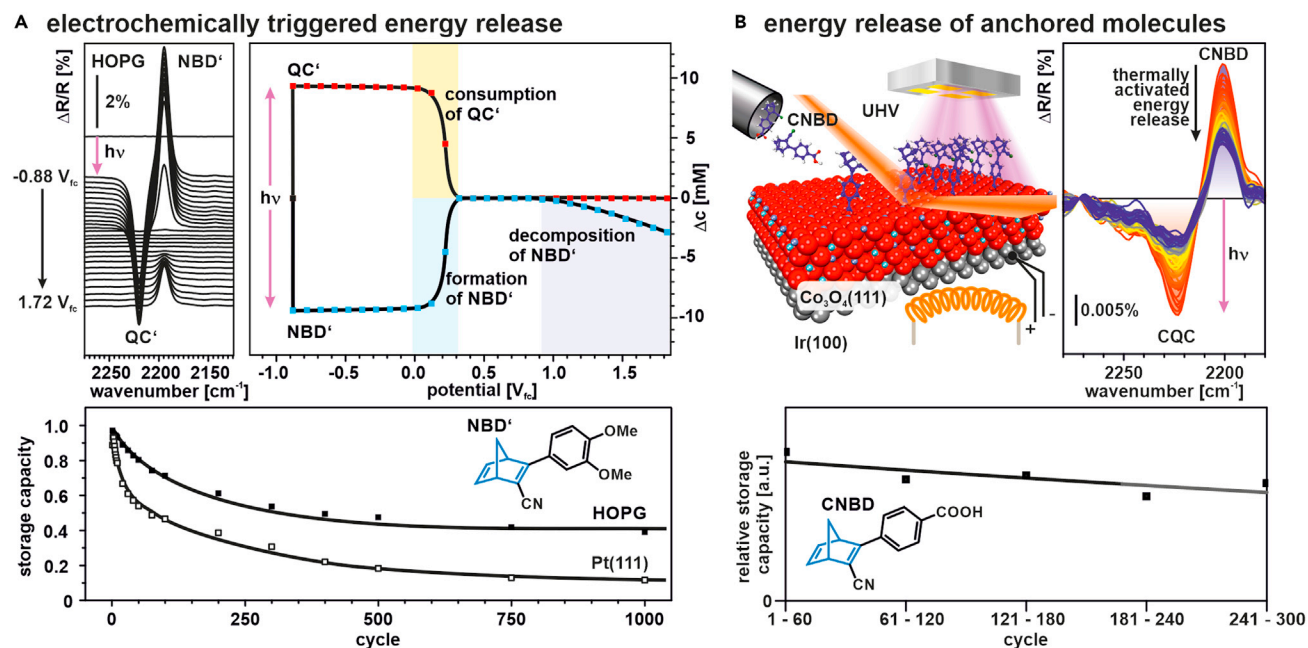 A electrochemically triggered energy release
ΔR/R [%]
HOPG
NBD‘
2%
hν
-0.88 Vfc
1.72 Vfc
QC‘
2250 2200 2150
wavenumber [cm-1]
QC‘
consumption
of QC‘
hν
decomposition
of NBD‘
formation
of NBD‘
NBD‘
10
5
0
-5
-10
Δc [mM]
-1.0 -0.5 0.0 0.5 1.0 1.5
potential [Vfc]
storage capacity
1.0
0.8
0.6
0.4
0.2
0
NBD‘
OMe
OMe
CN
HOPG
Pt(111)
0 250 500 750 1000
cycle
B energy release of anchored molecules
CNBD
UHV
Co3O4(111)
Ir(100)
+
-
ΔR/R [%]
CNBD
thermally
activated
energy
release
hν
0.005%
CQC
2250 2200
wavenumber [cm-1]
relative storage
capacity [a.u.]
0
CNBD
COOH
CN
1 - 60 61 - 120 121 - 180 181 - 240 241 - 300
cycle